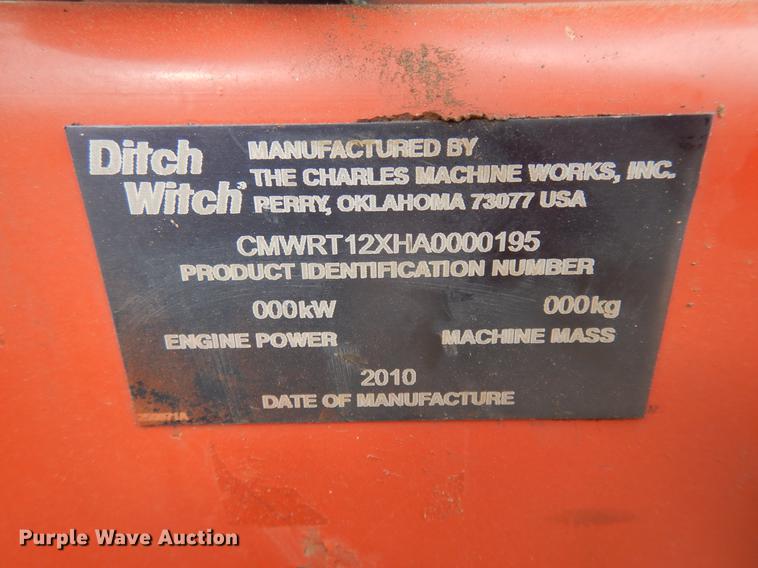 Ditch Witch®
MANUFACTURED BY
THE CHARLES MACHINE WORKS, INC.
PERRY, OKLAHOMA 73077 USA
CMWRT12XHA0000195
PRODUCT IDENTIFICATION NUMBER
000kW 000kg
ENGINE POWER MACHINE MASS
2010
DATE OF MANUFACTURE
Purple Wave Auction